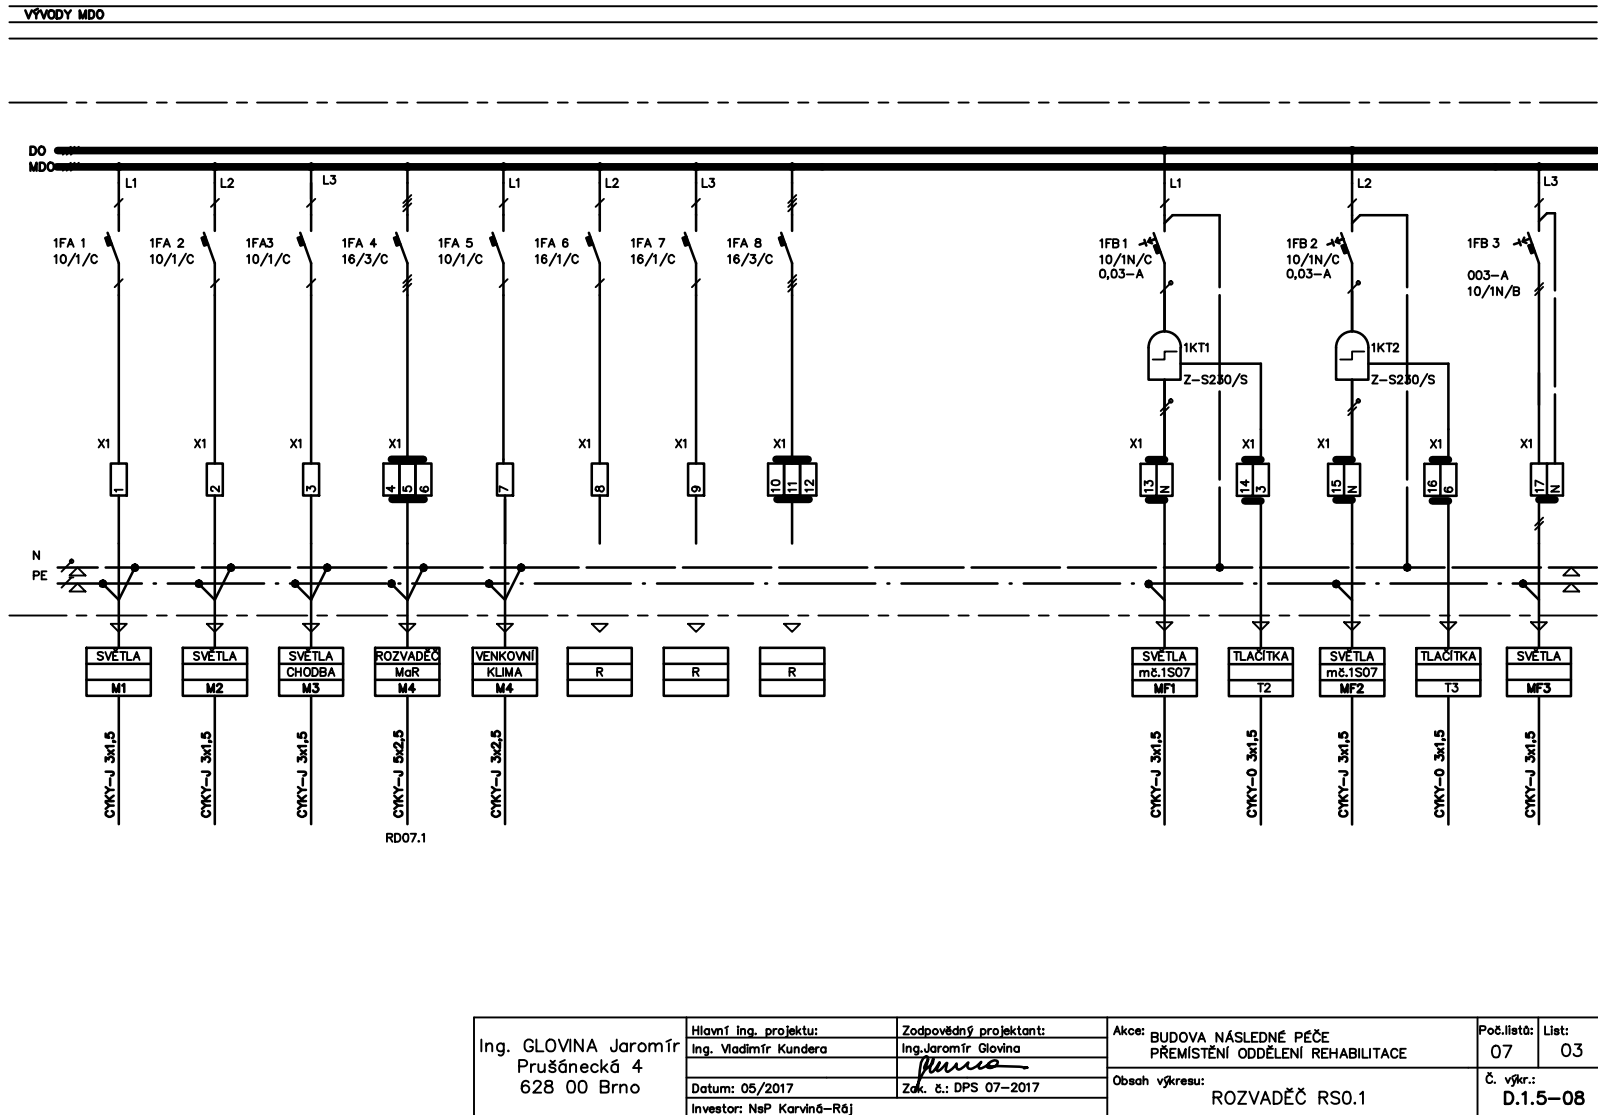 VÝVODY MDO
DO
MDO
L1 L2 L3 L1 L2 L3 L1 L2 L3
1FA 1
10/1/C
1FA 2
10/1/C
1FA3
10/1/C
1FA 4
16/3/C
1FA 5
10/1/C
1FA 6
16/1/C
1FA 7
16/1/C
1FA 8
16/3/C
1FB 1
10/1N/C
0,03-A
1FB 2
10/1N/C
0,03-A
1FB 3
003-A
10/1N/B
1KT1
Z-S230/S
1KT2
Z-S230/S
X1 X1 X1 X1 X1 X1 X1 X1 X1 X1 X1 X1 X1
1 2 3 4 5 6 7 8 9 10 11 12 13 N 14 3 15 N 16 6 17 N
N
PE
SVĚTLA
M1
SVĚTLA
M2
SVĚTLA
CHODBA
M3
ROZVADĚČ
MaR
M4
VENKOVNÍ
KLIMA
M4
R
R
R
SVĚTLA
mč.1S07
MF1
TLAČÍTKA
T2
SVĚTLA
mč.1S07
MF2
TLAČÍTKA
T3
SVĚTLA
MF3
CYKY-J 3x1,5
CYKY-J 3x1,5
CYKY-J 3x1,5
CYKY-J 5x2,5
CYKY-J 3x2,5
CYKY-J 3x1,5
CYKY-O 3x1,5
CYKY-J 3x1,5
CYKY-O 3x1,5
CYKY-J 3x1,5
RD07.1
Ing. GLOVINA Jaromír
Prušánecká 4
628 00 Brno
Hlavní ing. projektu:
Ing. Vladimír Kundera
Datum: 05/2017
Investor: NsP Karviná-Ráj
Zodpovědný projektant:
Ing.Jaromír Glovina
Zak. č.: DPS 07-2017
Akce: BUDOVA NÁSLEDNÉ PÉČE
PŘEMÍSTĚNÍ ODDĚLENÍ REHABILITACE
Obsah výkresu:
ROZVADĚČ RS0.1
Poč.listů:
07
List:
03
Č. výkr.:
D.1.5-08